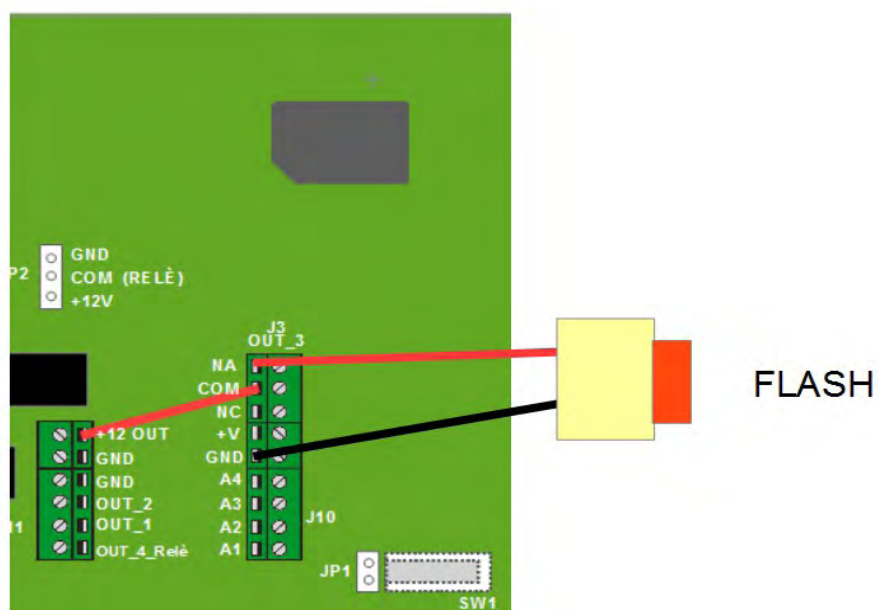 GND
P2
COM (RELÈ)
+12V
J3
OUT_3
NA
COM
NC
+V
GND
A4
A3
A2
A1
J10
+12 OUT
GND
GND
OUT_2
OUT_1
OUT_4_Relè
JP1
SW1
FLASH